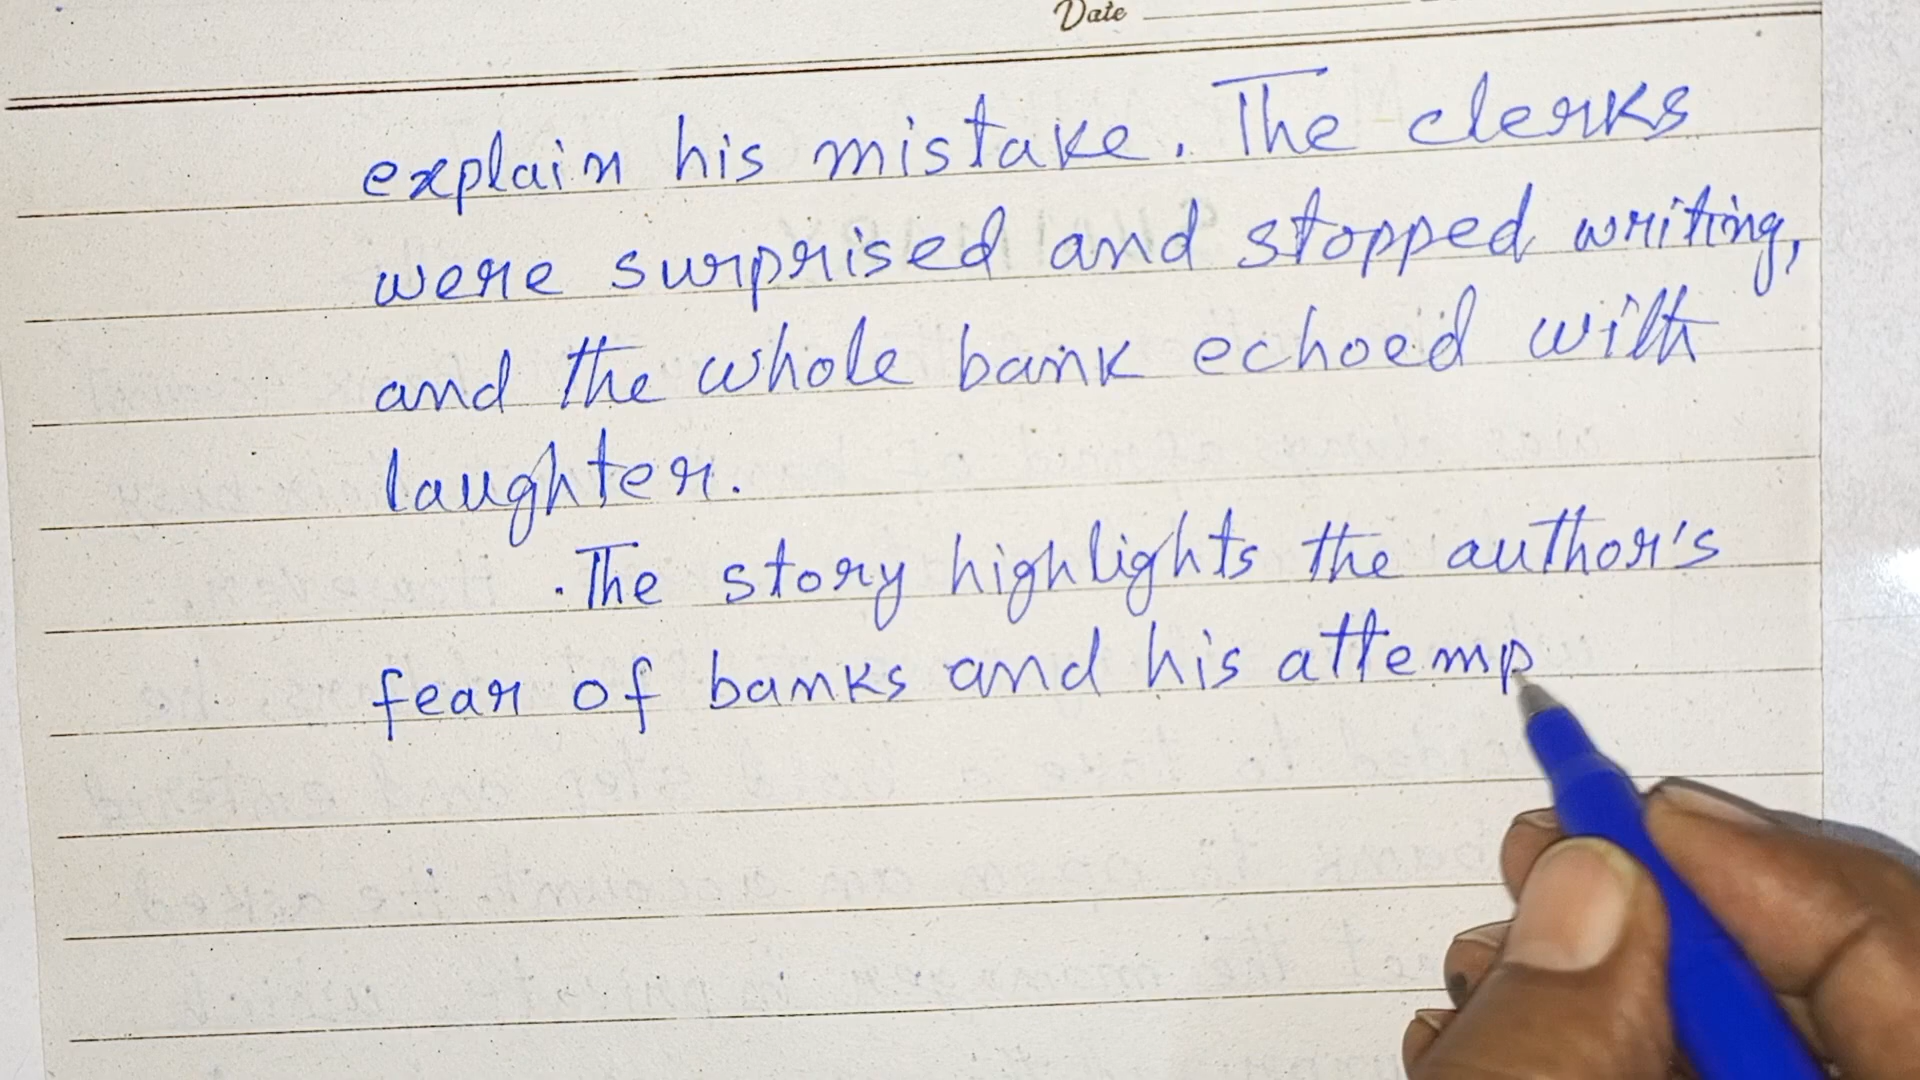 Date
explain his mistake. The clerks
were surprised and stopped writing,
and the whole bank echoed with
laughter.
The story highlights the author's
fear of banks and his attemp